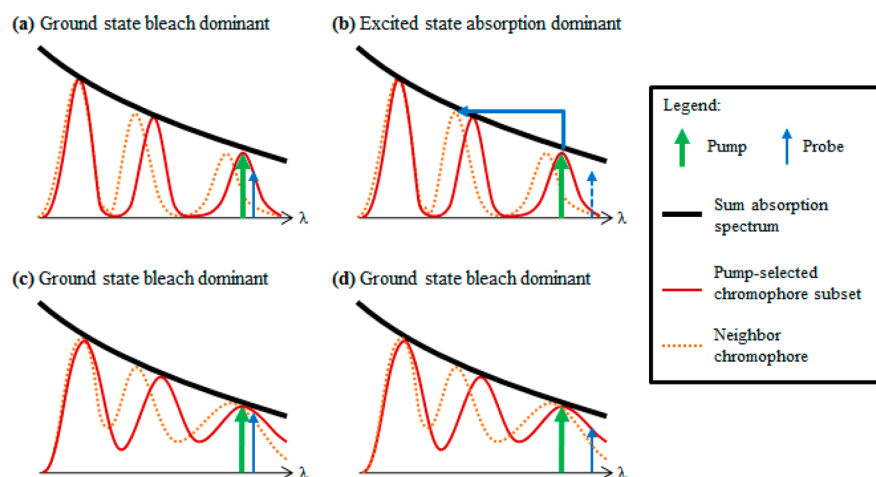 (a) Ground state bleach dominant
(b) Excited state absorption dominant
λ
λ
(c) Ground state bleach dominant
(d) Ground state bleach dominant
λ
λ
Legend:
Pump
Probe
Sum absorption
spectrum
Pump-selected
chromophore subset
Neighbor
chromophore